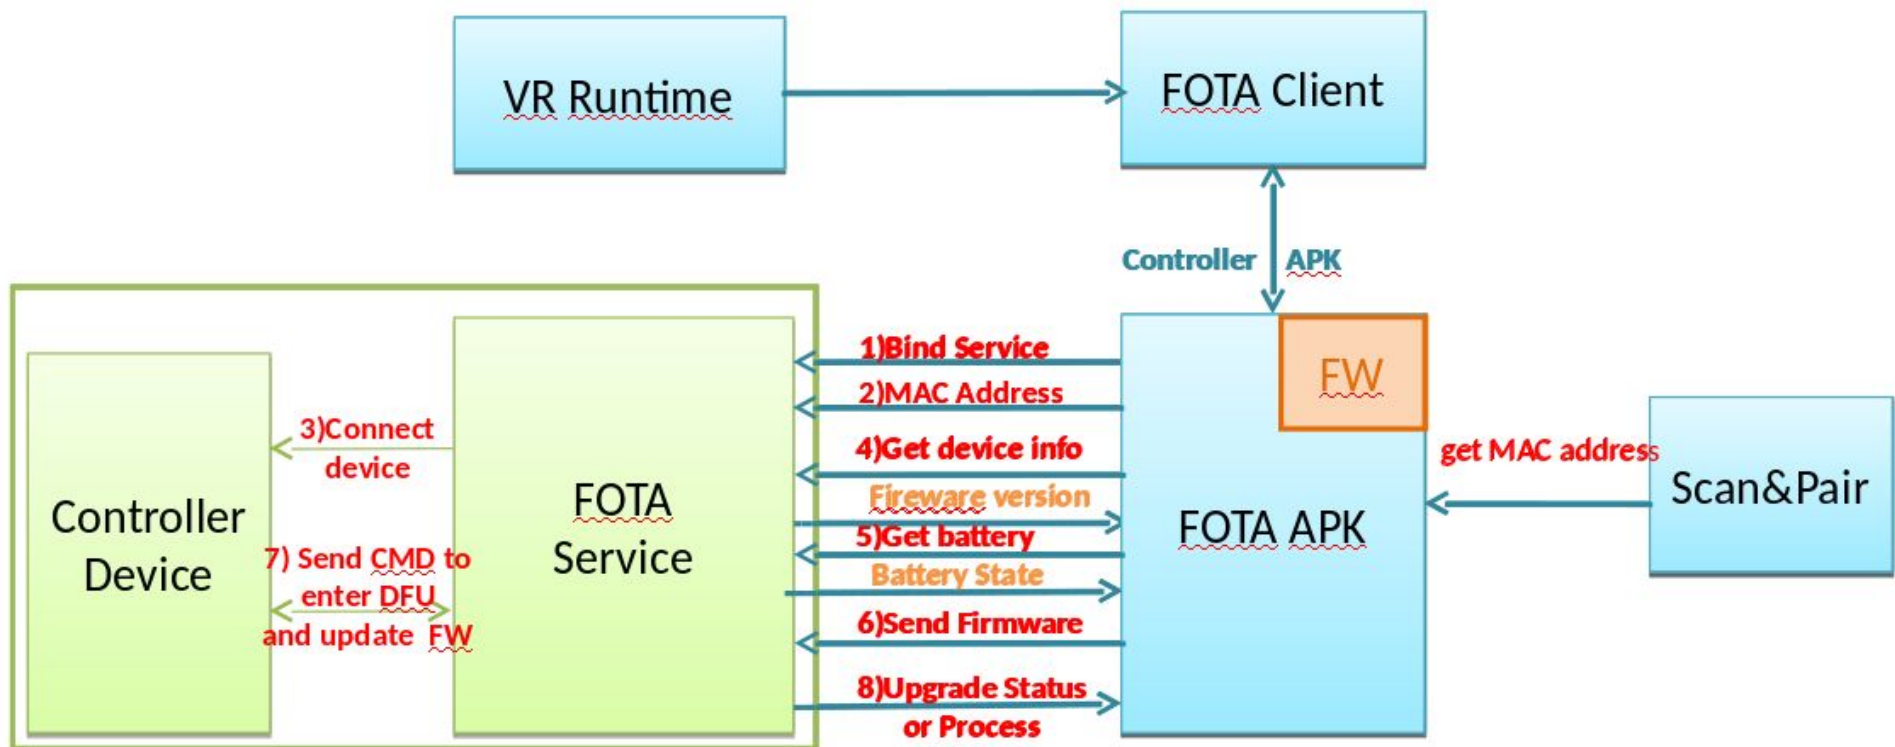 VR Runtime
FOTA Client
Controller APK
1)Bind Service
2)MAC Address
FW
3)Connect
device
4)Get device info
get MAC address
Scan&Pair
Fireware version
FOTA
Service
FOTA APK
Controller
Device
5)Get battery
7) Send CMD to
enter DFU
and update FW
Battery State
6)Send Firmware
8)Upgrade Status
or Process